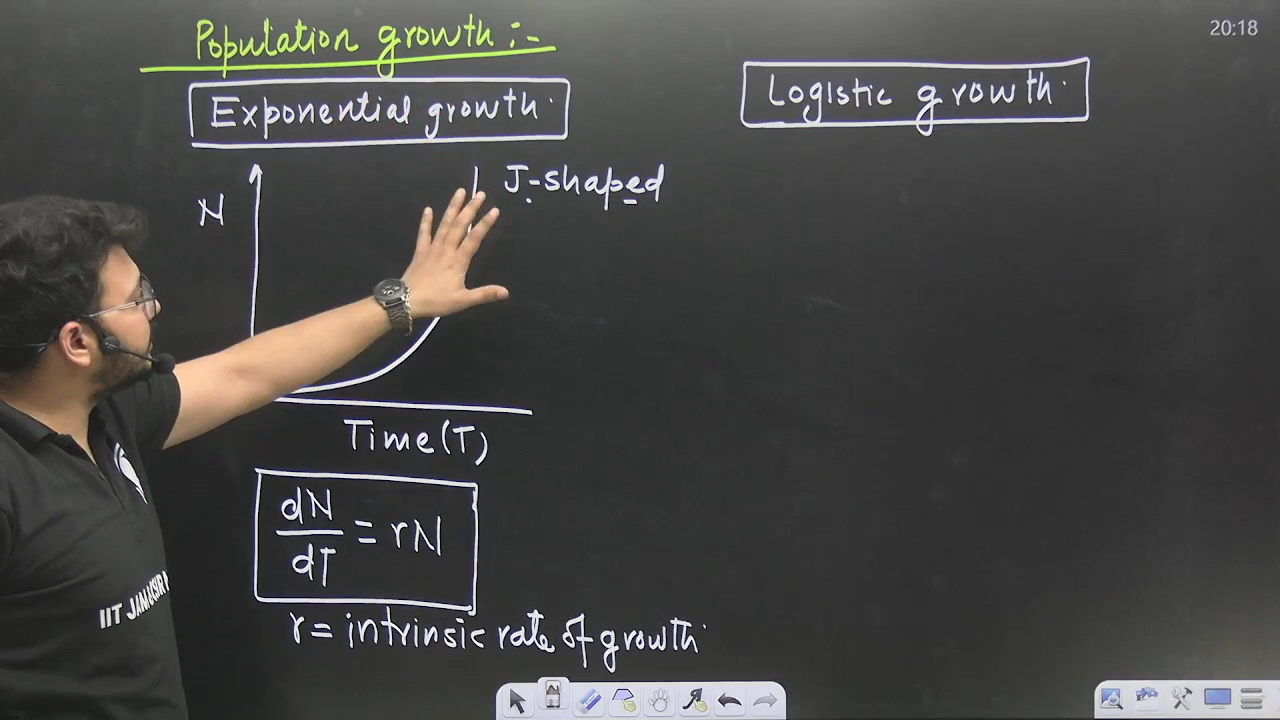 20:18
Population growth :-
Exponential growth
Logistic growth
N
J-shaped
Time(T)
dN
dT
= rN
r = intrinsic rate of growth
IIT JAM